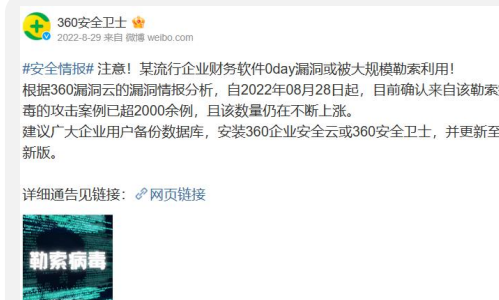 360安全卫士
2022-8-29 来自 微博 weibo.com
#安全情报# 注意！某流行企业财务软件0day漏洞或被大规模勒索利用！
根据360漏洞云的漏洞情报分析，自2022年08月28日起，目前确认来自该勒索
毒的攻击案例已超2000余例，且该数量仍在不断上涨。
建议广大企业用户备份数据库，安装360企业安全云或360安全卫士，并更新至
新版。
详细通告见链接：网页链接
勒索病毒